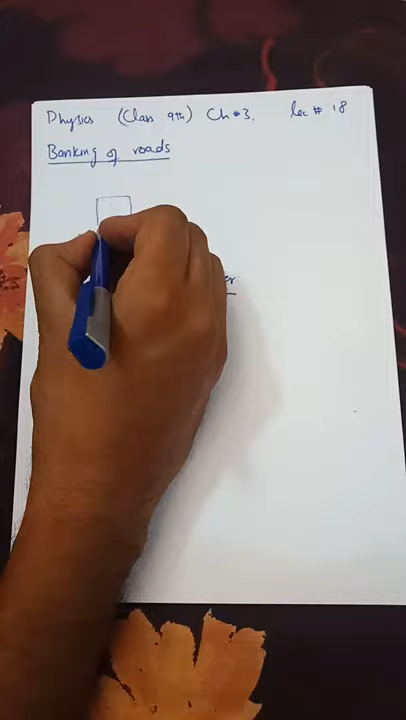 Physics (Class 9th) Ch # 3. lec # 18
Banking of roads